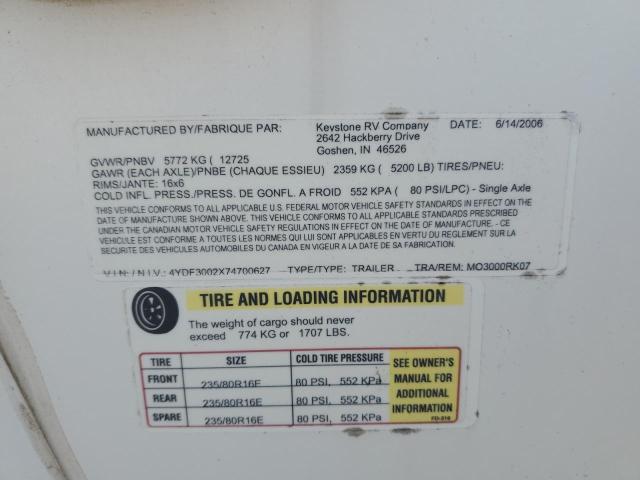 MANUFACTURED BY/FABRIQUE PAR: Keystone RV Company DATE: 6/14/2006
2642 Hackberry Drive
Goshen, IN 46526
GVWR/PNBV 5772 KG ( 12725
GAWR (EACH AXLE)/PNBE (CHAQUE ESSIEU) 2359 KG ( 5200 LB) TIRES/PNEU:
RIMS/JANTE: 16x6
COLD INFL. PRESS./PRESS. DE GONFL. A FROID 552 KPA ( 80 PSI/LPC) - Single Axle
THIS VEHICLE CONFORMS TO ALL APPLICABLE U.S. FEDERAL MOTOR VEHICLE SAFETY STANDARDS IN EFFECT ON THE
DATE OF MANUFACTURE SHOWN ABOVE. THIS VEHICLE CONFORMS TO ALL APPLICABLE STANDARDS PRESCRIBED
UNDER THE CANADIAN MOTOR VEHICLE SAFETY REGULATIONS IN EFFECT ON THE DATE OF MANUFACTURE / CE
VEHICULE EST CONFORME A TOUTES LES NORMES QUI LUI SONT APPLICABLES EN VERTU DU REGLEMENT SUR LA
SECURITE DES VEHICULES AUTOMOBILES DU CANADA EN VIGEUR A LA DATE DE SA FABRICATION.
V.I.N. / N.I.V.: 4YDF3002X74700627 TYPE/TYPE: TRAILER TRA/REM: MO3000RK07
TIRE AND LOADING INFORMATION
The weight of cargo should never
exceed 774 KG or 1707 LBS.
TIRE SIZE COLD TIRE PRESSURE
FRONT 235/80R16E 80 PSI, 552 KPa
REAR 235/80R16E 80 PSI, 552 KPa
SPARE 235/80R16E 80 PSI, 552 KPa
SEE OWNER'S
MANUAL FOR
ADDITIONAL
INFORMATION